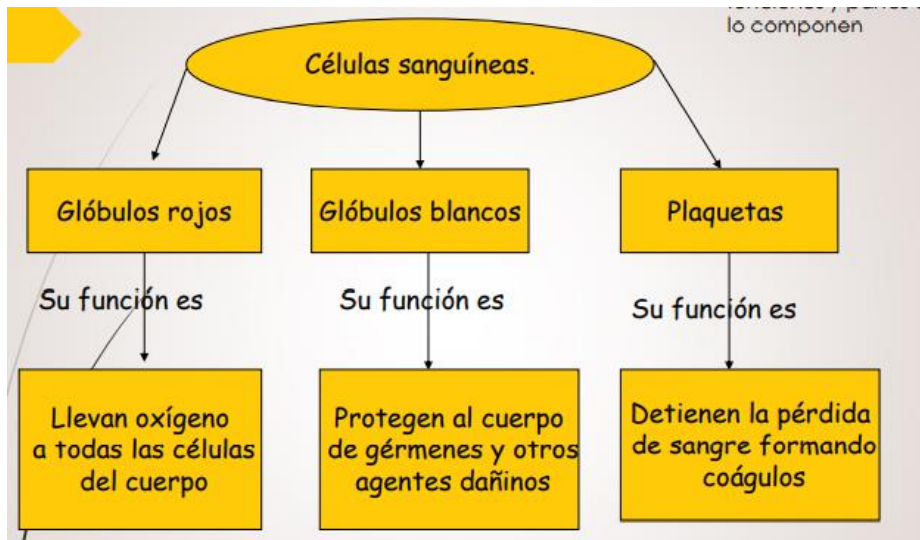 lo componen
Células sanguíneas.
Glóbulos rojos
Glóbulos blancos
Plaquetas
Su función es
Su función es
Su función es
Llevan oxígeno
a todas las células
del cuerpo
Protegen al cuerpo
de gérmenes y otros
agentes dañinos
Detienen la pérdida
de sangre formando
coágulos